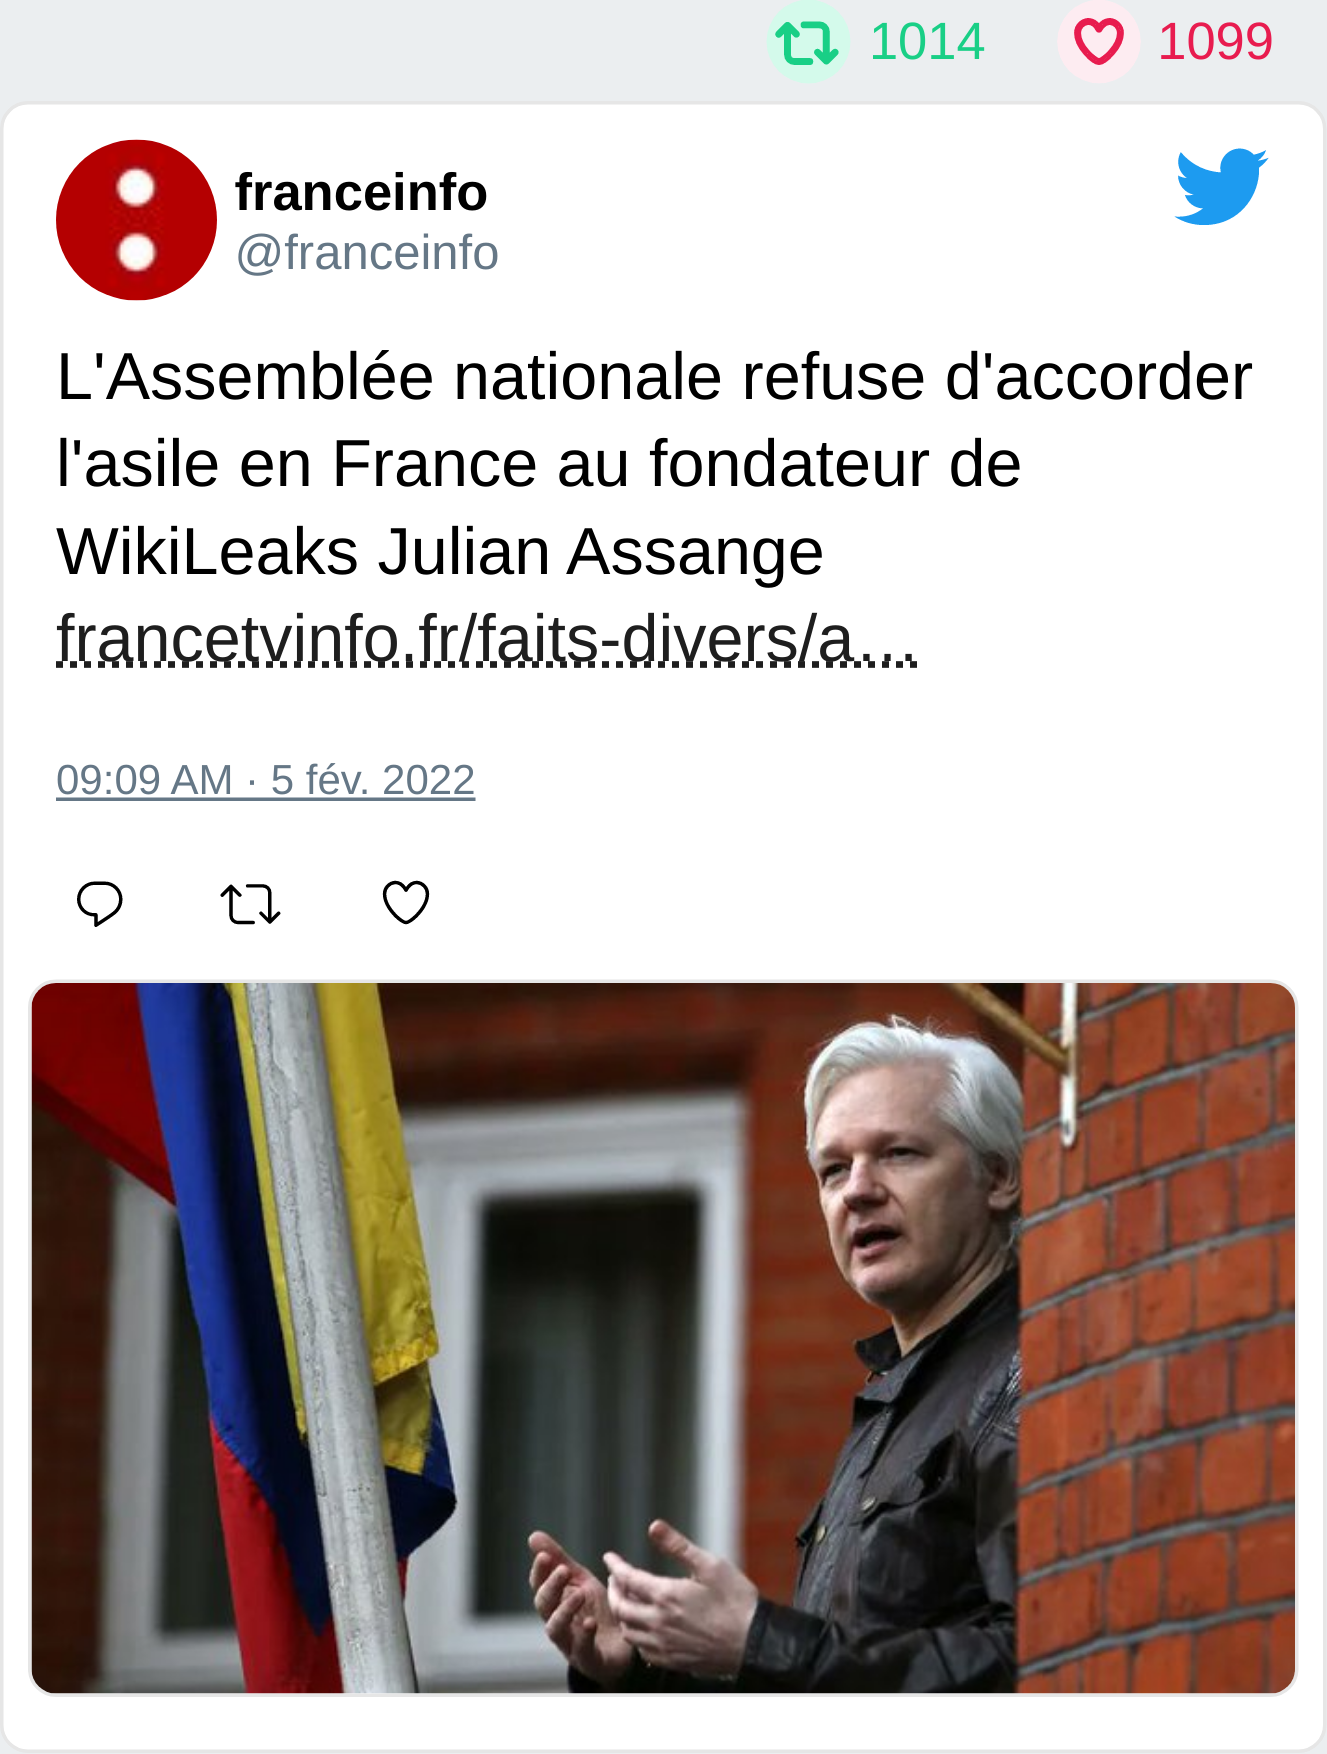 1014 1099
franceinfo
@franceinfo
L'Assemblée nationale refuse d'accorder
l'asile en France au fondateur de
WikiLeaks Julian Assange
francetvinfo.fr/faits-divers/a…
09:09 AM · 5 fév. 2022